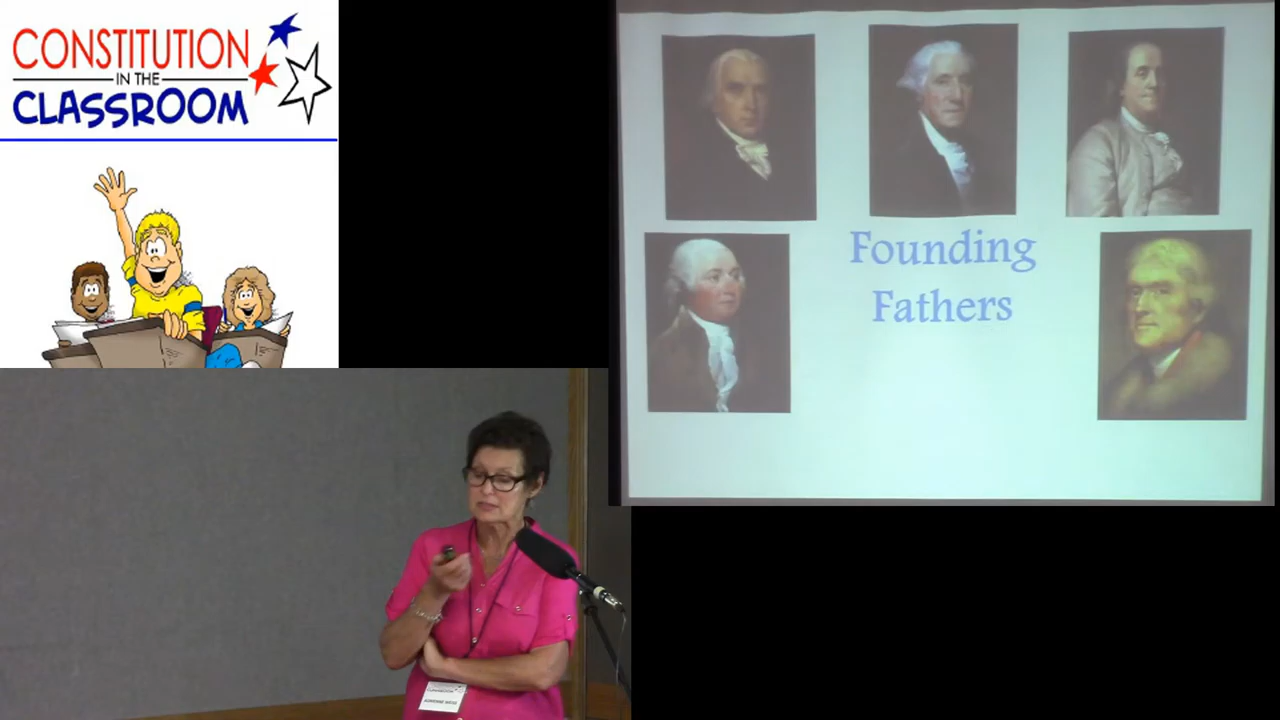 CONSTITUTION
IN THE
CLASSROOM
Founding
Fathers